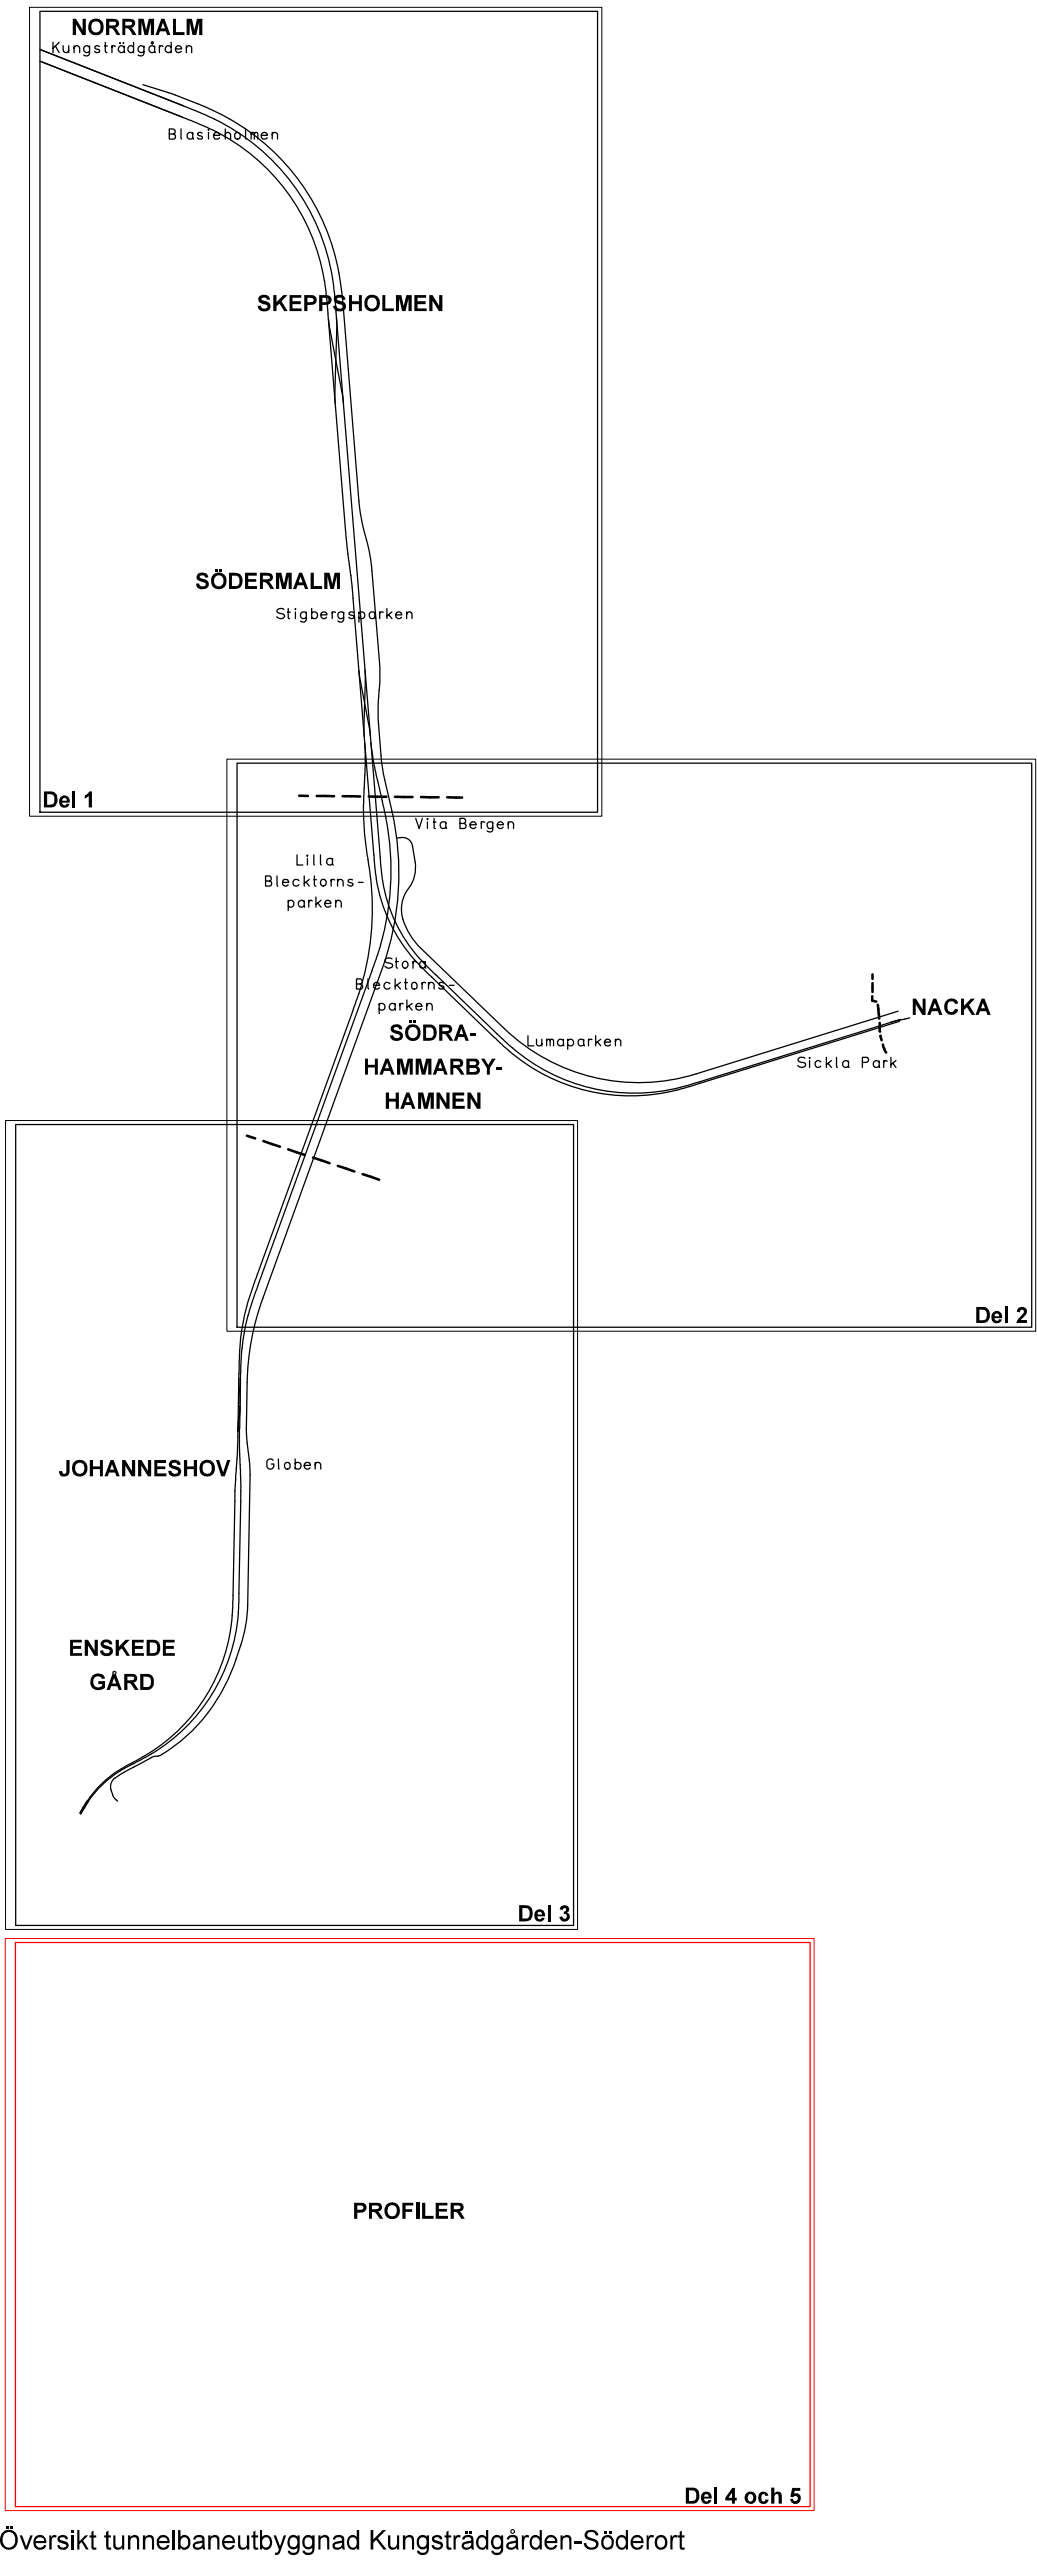 NORRMALM
Kungsträdgården
Blasieholmen
SKEPPSHOLMEN
SÖDERMALM
Stigbergsparken
Del 1
Vita Bergen
Lilla
Blecktorns-
parken
Stora
Blecktorns-
parken
NACKA
SÖDRA-
HAMMARBY-
HAMNEN
Lumaparken
Sickla Park
Del 2
JOHANNESHOV
Globen
ENSKEDE
GÅRD
Del 3
PROFILER
Del 4 och 5
Översikt tunnelbaneutbyggnad Kungsträdgården-Söderort